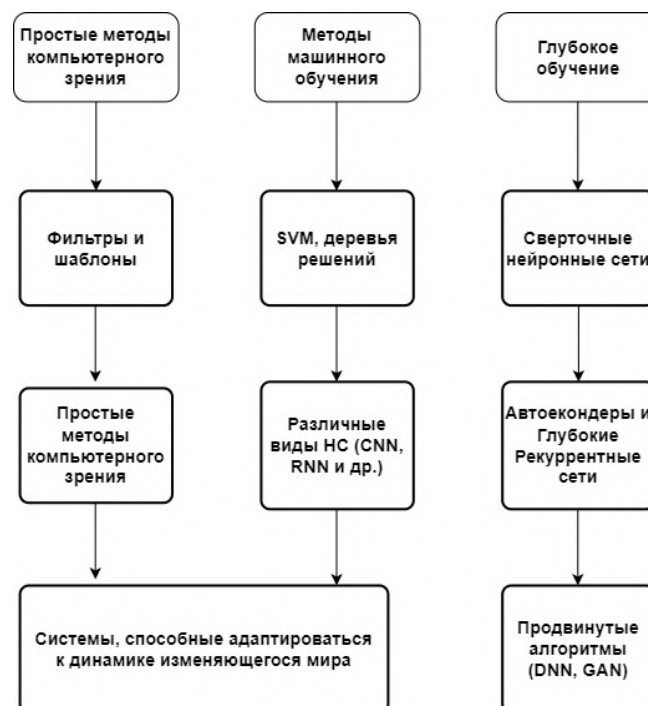 Простые методы
компьютерного
зрения
Методы
машинного
обучения
Глубокое
обучение
Фильтры и
шаблоны
SVM, деревья
решений
Сверточные
нейронные сети
Простые
методы
компьютерного
зрения
Различные
виды НС (CNN,
RNN и др.)
Автоекондеры и
Глубокие
Рекуррентные
сети
Системы, способные адаптироваться
к динамике изменяющегося мира
Продвинутые
алгоритмы
(DNN, GAN)